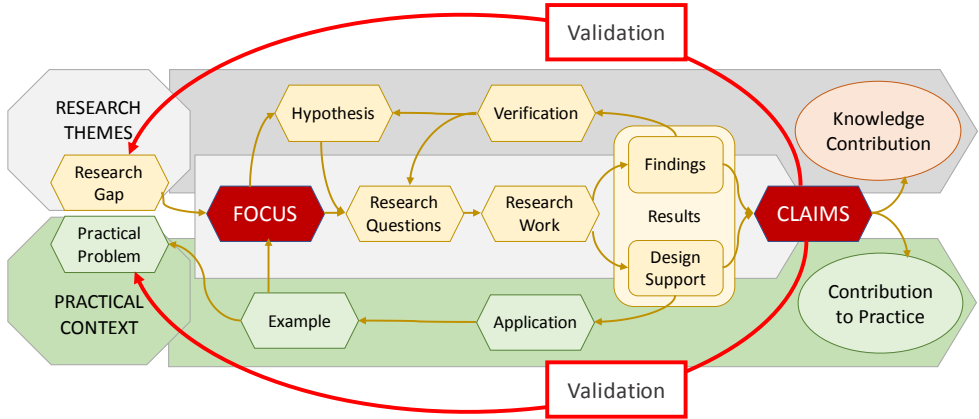 Validation
RESEARCH
THEMES
Hypothesis
Verification
Knowledge
Contribution
Research
Gap
Findings
FOCUS
Research
Questions
Research
Work
Results
CLAIMS
Practical
Problem
Design
Support
PRACTICAL
CONTEXT
Example
Application
Contribution
to Practice
Validation